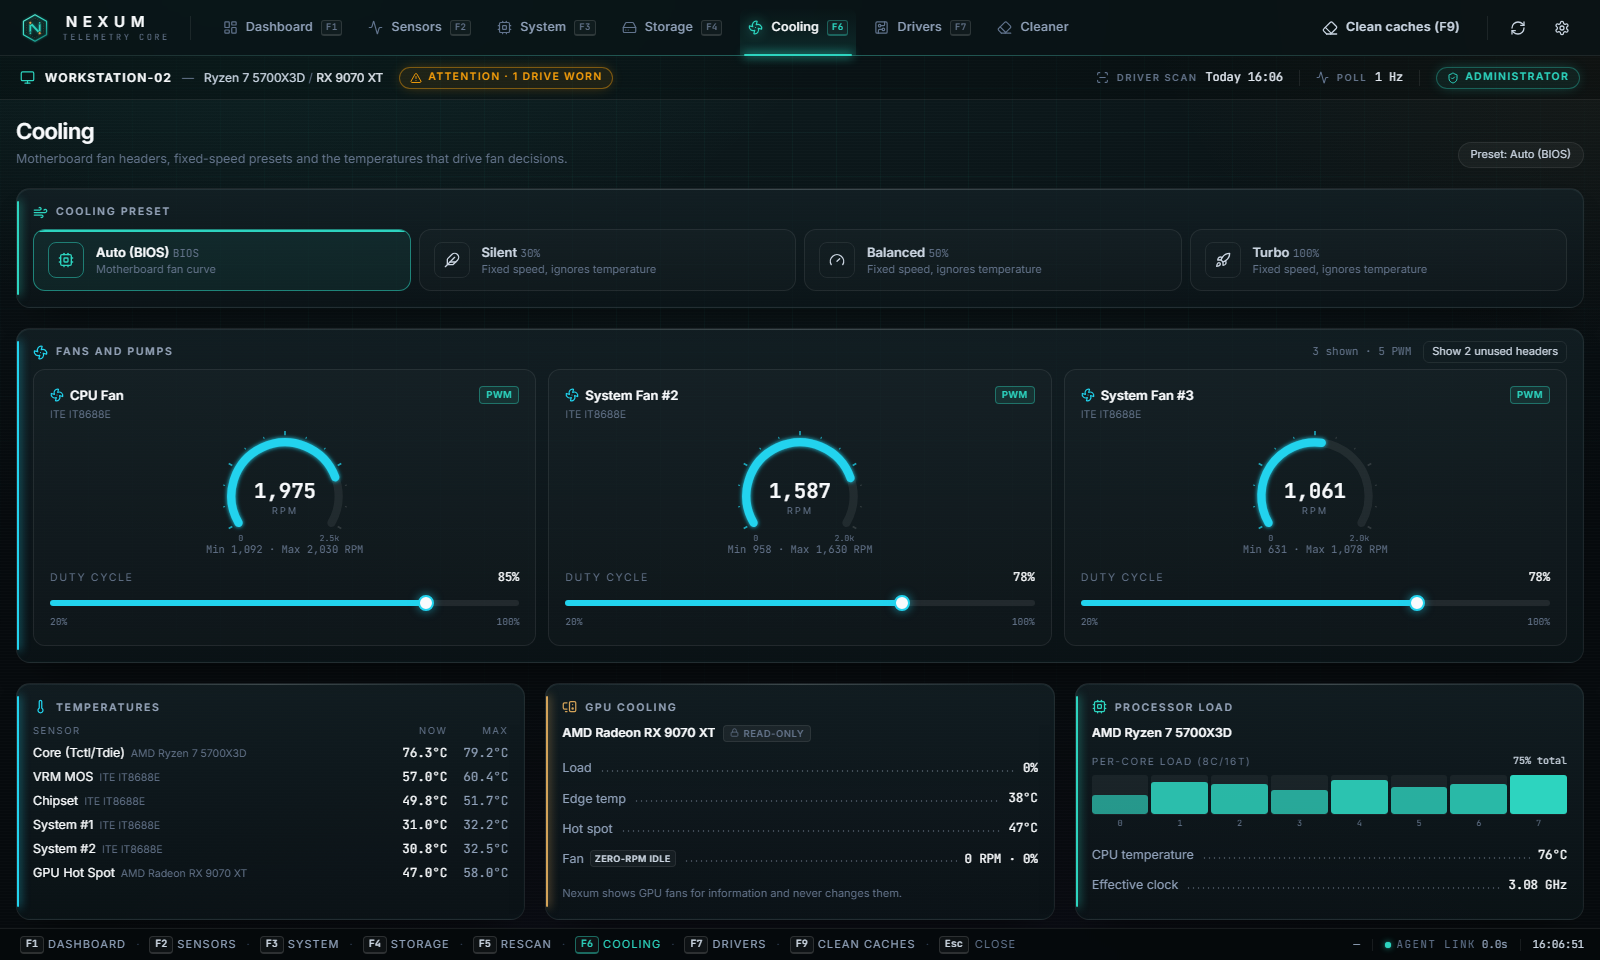 NEXUM
TELEMETRY CORE
Dashboard F1
Sensors F2
System F3
Storage F4
Cooling F6
Drivers F7
Cleaner
Clean caches (F9)
WORKSTATION-02 — Ryzen 7 5700X3D / RX 9070 XT
ATTENTION · 1 DRIVE WORN
DRIVER SCAN Today 16:06
POLL 1 Hz
ADMINISTRATOR
Cooling
Motherboard fan headers, fixed-speed presets and the temperatures that drive fan decisions.
Preset: Auto (BIOS)
COOLING PRESET
Auto (BIOS) BIOS
Motherboard fan curve
Silent 30%
Fixed speed, ignores temperature
Balanced 50%
Fixed speed, ignores temperature
Turbo 100%
Fixed speed, ignores temperature
FANS AND PUMPS
3 shown · 5 PWM
Show 2 unused headers
CPU Fan
PWM
ITE IT8688E
1,975
RPM
0 2.5k
Min 1,092 · Max 2,030 RPM
DUTY CYCLE 85%
20% 100%
System Fan #2
PWM
ITE IT8688E
1,587
RPM
0 2.0k
Min 958 · Max 1,630 RPM
DUTY CYCLE 78%
20% 100%
System Fan #3
PWM
ITE IT8688E
1,061
RPM
0 2.0k
Min 631 · Max 1,078 RPM
DUTY CYCLE 78%
20% 100%
TEMPERATURES
SENSOR NOW MAX
Core (Tctl/Tdie) AMD Ryzen 7 5700X3D 76.3°C 79.2°C
VRM MOS ITE IT8688E 57.0°C 60.4°C
Chipset ITE IT8688E 49.8°C 51.7°C
System #1 ITE IT8688E 31.0°C 32.2°C
System #2 ITE IT8688E 30.8°C 32.5°C
GPU Hot Spot AMD Radeon RX 9070 XT 47.0°C 58.0°C
GPU COOLING
AMD Radeon RX 9070 XT READ-ONLY
Load 0%
Edge temp 38°C
Hot spot 47°C
Fan ZERO-RPM IDLE 0 RPM · 0%
Nexum shows GPU fans for information and never changes them.
PROCESSOR LOAD
AMD Ryzen 7 5700X3D
PER-CORE LOAD (8C/16T) 75% total
0 1 2 3 4 5 6 7
CPU temperature 76°C
Effective clock 3.08 GHz
F1 DASHBOARD · F2 SENSORS · F3 SYSTEM · F4 STORAGE · F5 RESCAN · F6 COOLING · F7 DRIVERS · F9 CLEAN CACHES · Esc CLOSE
— AGENT LINK 0.0s 16:06:51